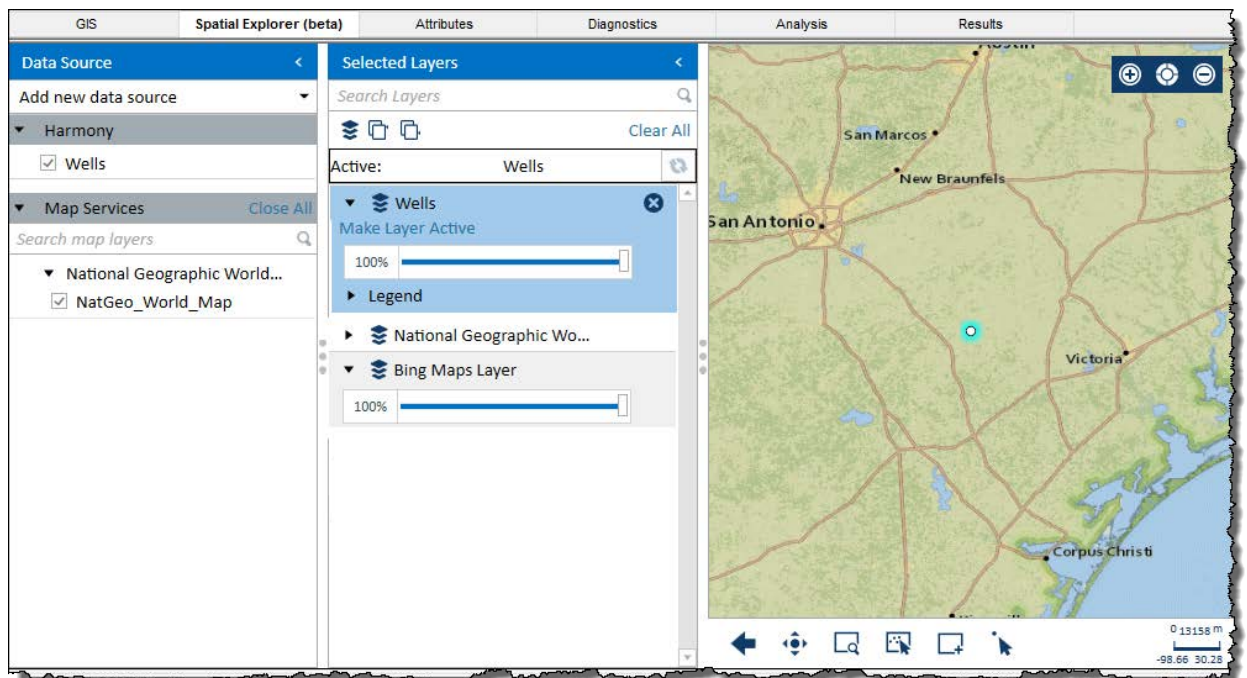 GIS
Spatial Explorer (beta)
Attributes
Diagnostics
Analysis
Results
Data Source
Add new data source
Harmony
Wells
Map Services
Close All
Search map layers
National Geographic World...
NatGeo_World_Map
Selected Layers
Search Layers
Clear All
Active: Wells
Wells
Make Layer Active
100%
Legend
National Geographic Wo...
Bing Maps Layer
100%
Austin
San Marcos
New Braunfels
San Antonio
Victoria
Corpus Christi
0 13158 m
-98.66 30.28